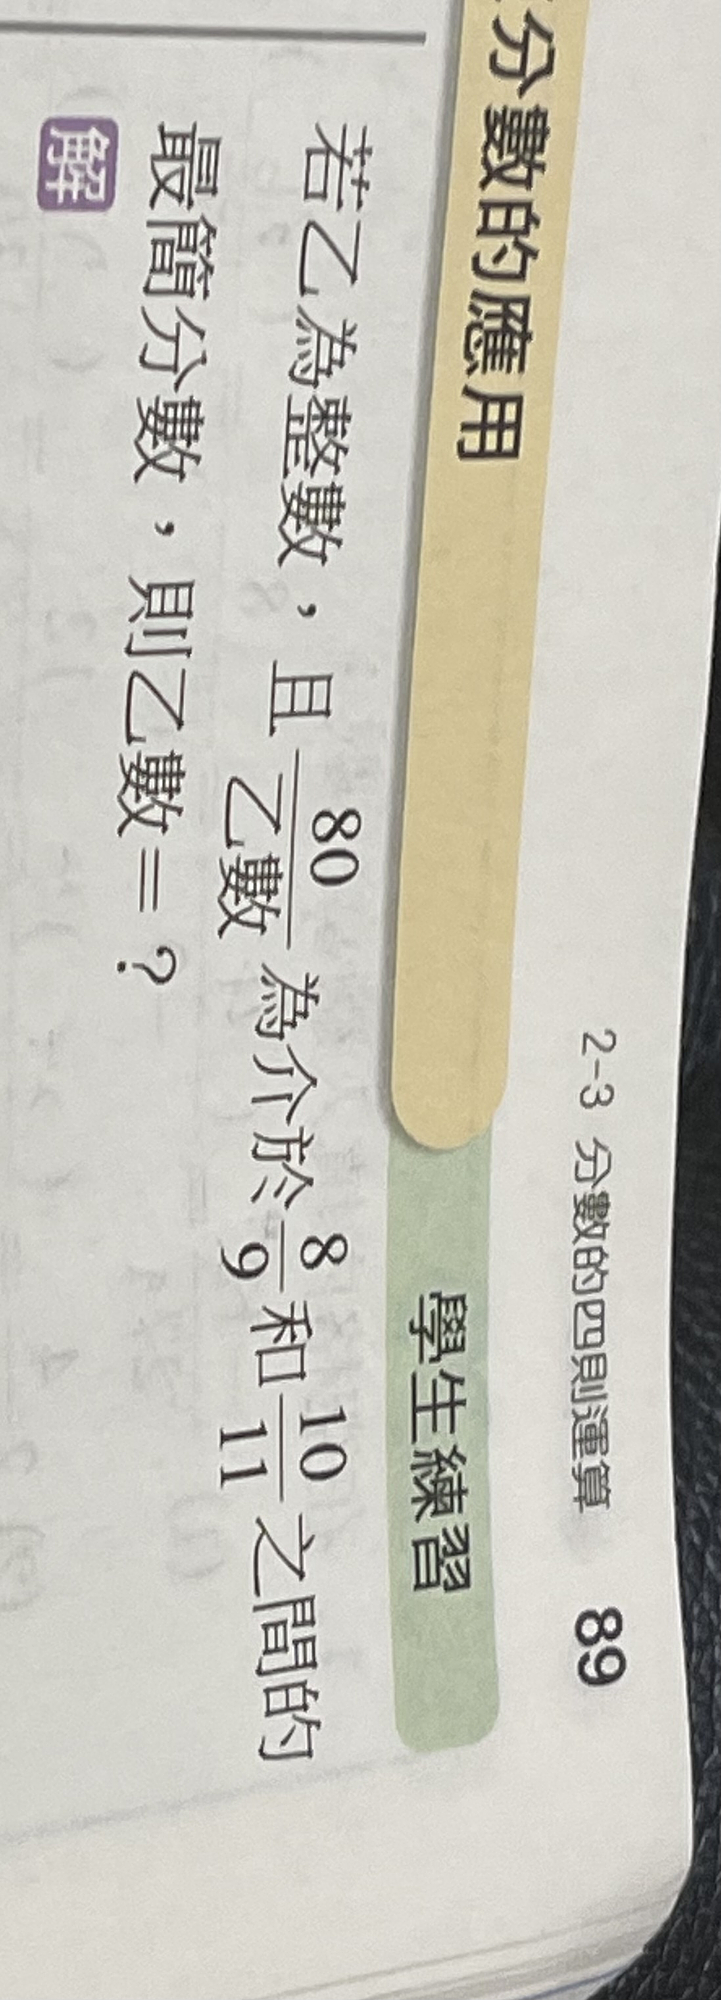 2-3 分數的四則運算 89
分數的應用
學生練習
若乙為整數，且 80/乙數 為介於 8/9 和 10/11 之間的
最簡分數，則乙數＝？
解